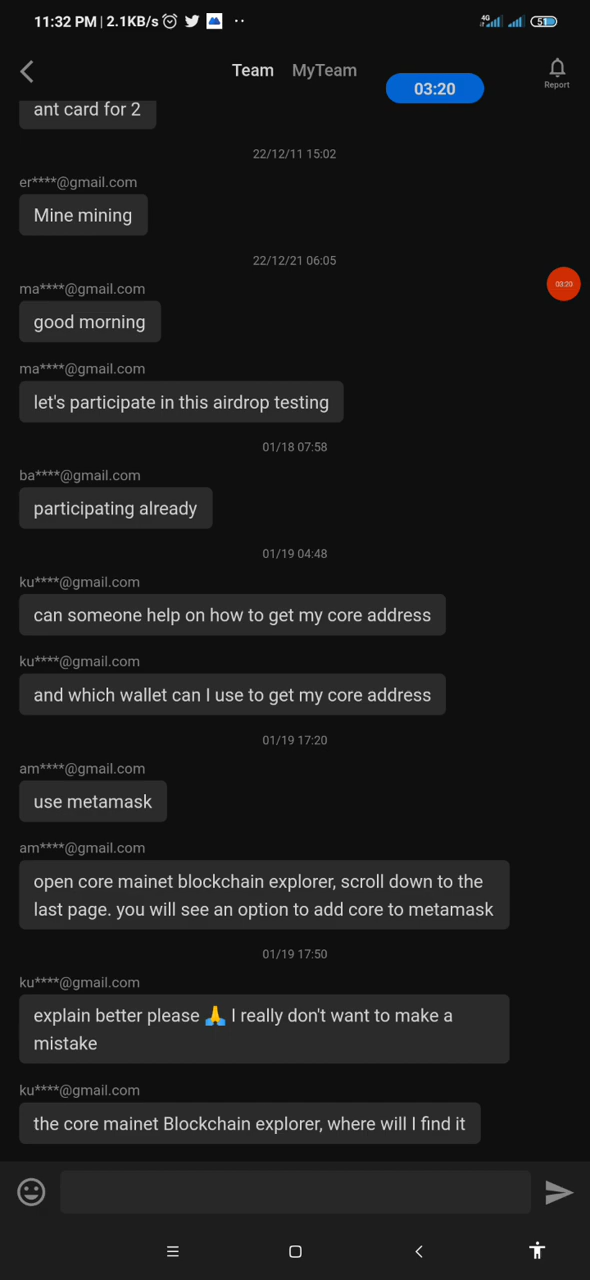 11:32 PM | 2.1KB/s
4G
51
Team MyTeam
03:20
Report
ant card for 2
22/12/11 15:02
er****@gmail.com
Mine mining
22/12/21 06:05
03:20
ma****@gmail.com
good morning
ma****@gmail.com
let's participate in this airdrop testing
01/18 07:58
ba****@gmail.com
participating already
01/19 04:48
ku****@gmail.com
can someone help on how to get my core address
ku****@gmail.com
and which wallet can I use to get my core address
01/19 17:20
am****@gmail.com
use metamask
am****@gmail.com
open core mainet blockchain explorer, scroll down to the
last page. you will see an option to add core to metamask
01/19 17:50
ku****@gmail.com
explain better please 🙏 I really don't want to make a
mistake
ku****@gmail.com
the core mainet Blockchain explorer, where will I find it